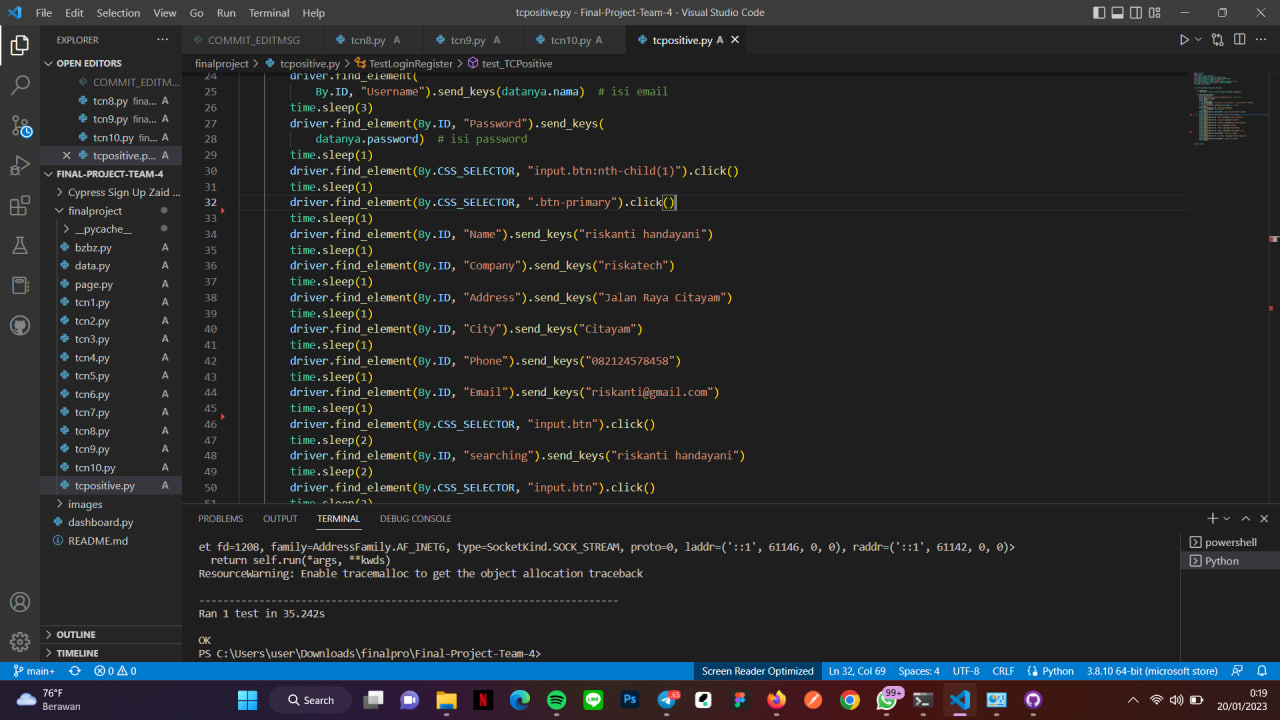 File Edit Selection View Go Run Terminal Help
tcpositive.py - Final-Project-Team-4 - Visual Studio Code
EXPLORER
COMMIT_EDITMSG
tcn8.py A
tcn9.py A
tcn10.py A
tcpositive.py A
finalproject > tcpositive.py > TestLoginRegister > test_TCPositive
OPEN EDITORS
COMMIT_EDITM...
tcn8.py fina... A
tcn9.py fina... A
tcn10.py fi... A
tcpositive.p... A
FINAL-PROJECT-TEAM-4
Cypress Sign Up Zaid ...
finalproject
__pycache__
bzbz.py A
data.py A
page.py A
tcn1.py A
tcn2.py A
tcn3.py A
tcn4.py A
tcn5.py A
tcn6.py A
tcn7.py A
tcn8.py A
tcn9.py A
tcn10.py A
tcpositive.py A
images
dashboard.py A
README.md A
OUTLINE
TIMELINE
24 driver.find_element(
25 By.ID, "Username").send_keys(datanya.nama) # isi email
26 time.sleep(3)
27 driver.find_element(By.ID, "Password").send_keys(
28 datanya.password) # isi password
29 time.sleep(1)
30 driver.find_element(By.CSS_SELECTOR, "input.btn:nth-child(1)").click()
31 time.sleep(1)
32 driver.find_element(By.CSS_SELECTOR, ".btn-primary").click()
33 time.sleep(1)
34 driver.find_element(By.ID, "Name").send_keys("riskanti handayani")
35 time.sleep(1)
36 driver.find_element(By.ID, "Company").send_keys("riskatech")
37 time.sleep(1)
38 driver.find_element(By.ID, "Address").send_keys("Jalan Raya Citayam")
39 time.sleep(1)
40 driver.find_element(By.ID, "City").send_keys("Citayam")
41 time.sleep(1)
42 driver.find_element(By.ID, "Phone").send_keys("082124578458")
43 time.sleep(1)
44 driver.find_element(By.ID, "Email").send_keys("riskanti@gmail.com")
45 time.sleep(1)
46 driver.find_element(By.CSS_SELECTOR, "input.btn").click()
47 time.sleep(2)
48 driver.find_element(By.ID, "searching").send_keys("riskanti handayani")
49 time.sleep(2)
50 driver.find_element(By.CSS_SELECTOR, "input.btn").click()
51 time.sleep(2)
PROBLEMS OUTPUT TERMINAL DEBUG CONSOLE
et fd=1208, family=AddressFamily.AF_INET6, type=SocketKind.SOCK_STREAM, proto=0, laddr=('::1', 61146, 0, 0), raddr=('::1', 61142, 0, 0)>
return self.run(*args, **kwds)
ResourceWarning: Enable tracemalloc to get the object allocation traceback
----------------------------------------------------------------------
Ran 1 test in 35.242s
OK
PS C:\Users\user\Downloads\finalpro\Final-Project-Team-4>
powershell
Python
main+ 0 0 Screen Reader Optimized Ln 32, Col 69 Spaces: 4 UTF-8 CRLF Python 3.8.10 64-bit (microsoft store)
76°F
Berawan
Search
99+
0:19
20/01/2023